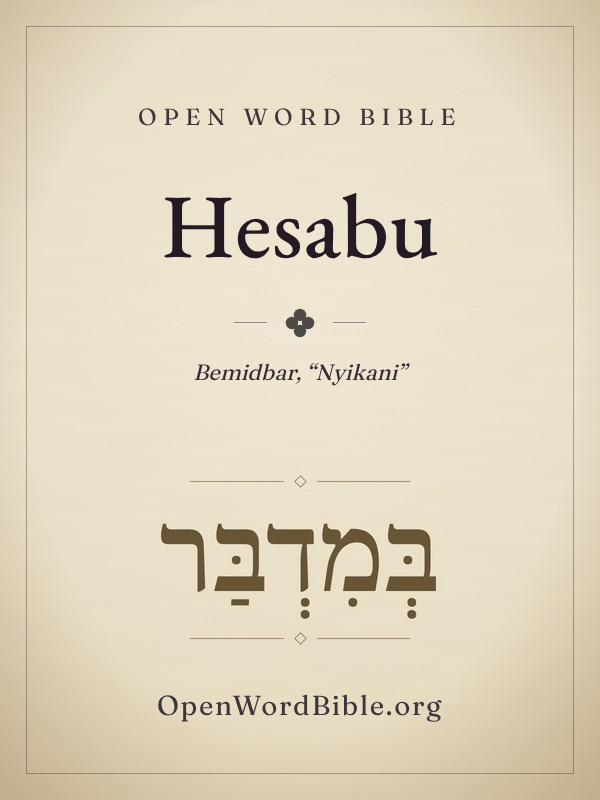 OPEN WORD BIBLE
Hesabu
Bemidbar, “Nyikani”
בְּמִדְבַּר
OpenWordBible.org